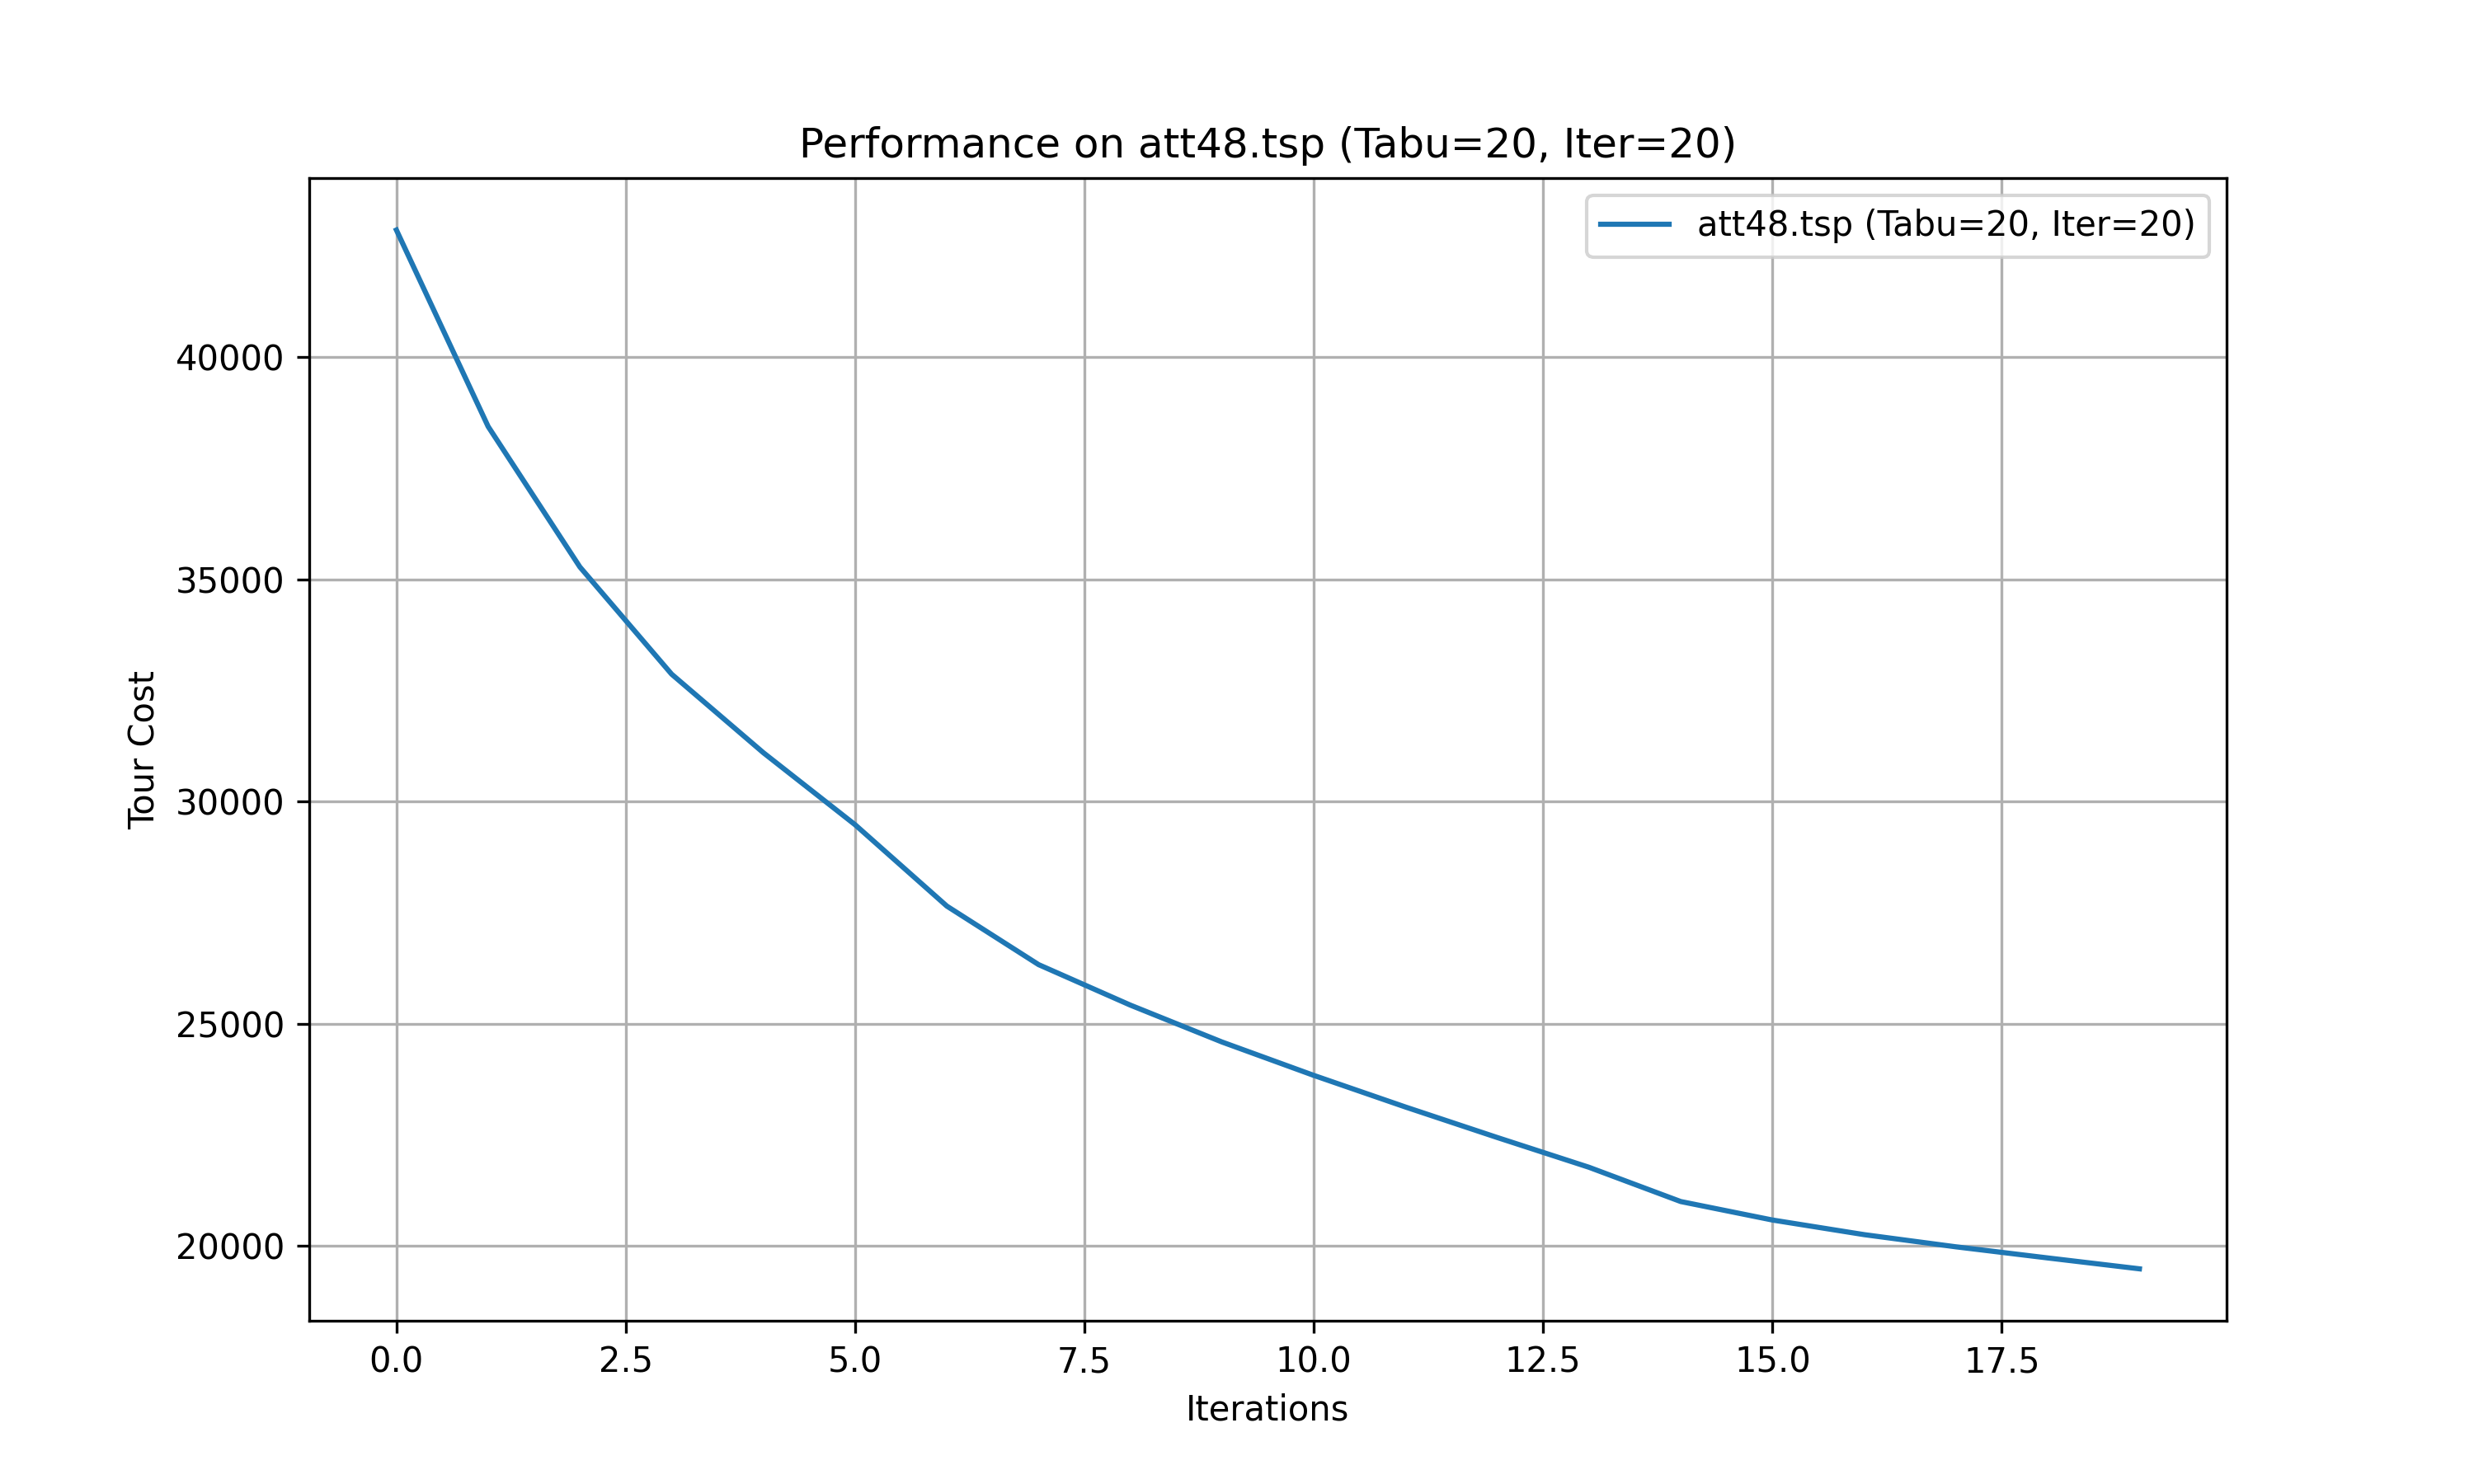 Performance on att48.tsp (Tabu=20, Iter=20)
att48.tsp (Tabu=20, Iter=20)
Tour Cost
40000
35000
30000
25000
20000
0.0 2.5 5.0 7.5 10.0 12.5 15.0 17.5
Iterations